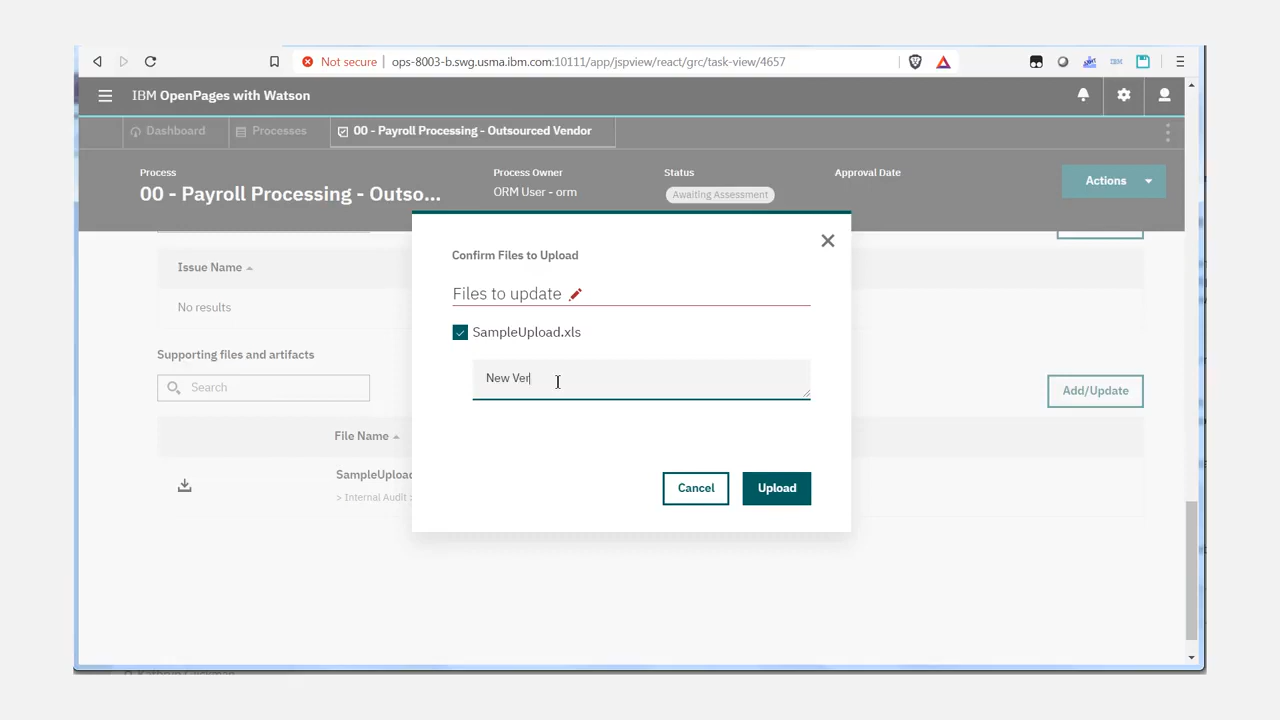 Not secure
ops-8003.b.swg.usma.ibm.com:10111/app/jspview/react/grc/task-view/4657
IBM OpenPages with Watson
Dashboard
Processes
00 - Payroll Processing - Outsourced Vendor
Process
00 - Payroll Processing - Outso...
Process Owner
ORM User - orm
Status
Awaiting Assessment
Approval Date
Actions
Confirm Files to Upload
Files to update
SampleUpload.xls
New Ver
Cancel
Upload
Issue Name
No results
Supporting files and artifacts
Search
Add/Update
File Name
SampleUpload
> Internal Audit